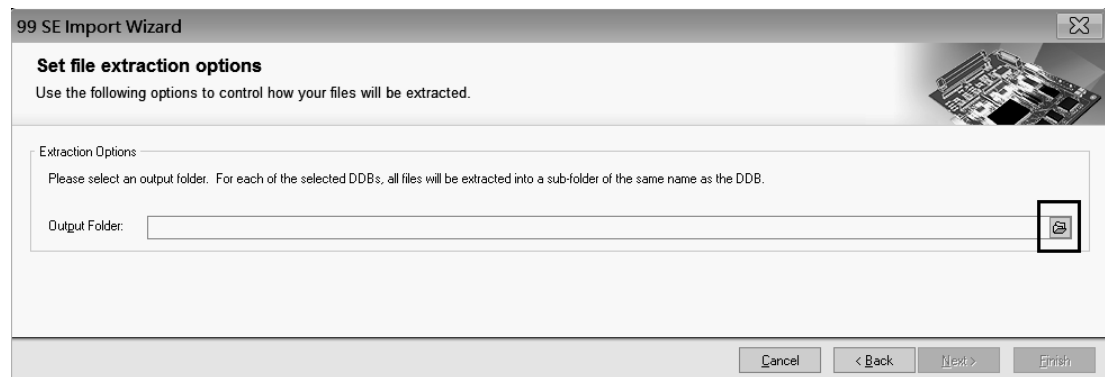 99 SE Import Wizard
Set file extraction options
Use the following options to control how your files will be extracted.
Extraction Options
Please select an output folder. For each of the selected DDBs, all files will be extracted into a sub-folder of the same name as the DDB.
Output Folder:
Cancel < Back Next > Finish